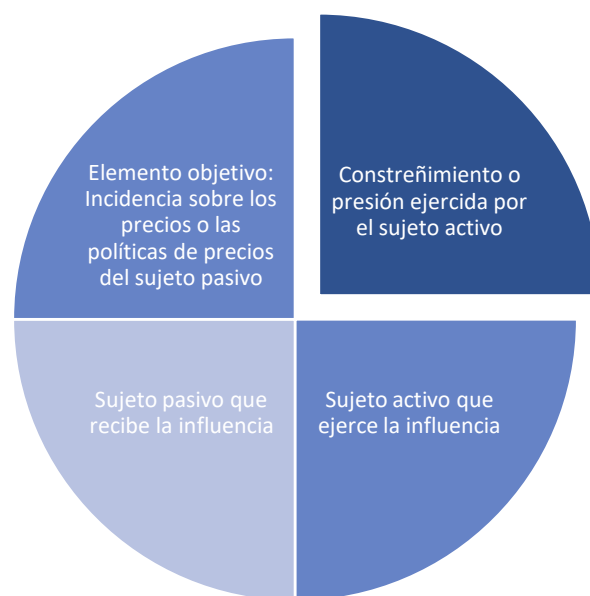 Elemento objetivo:
Incidencia sobre los
precios o las
políticas de precios
del sujeto pasivo
Constreñimiento o
presión ejercida por
el sujeto activo
Sujeto pasivo que
recibe la influencia
Sujeto activo que
ejerce la influencia